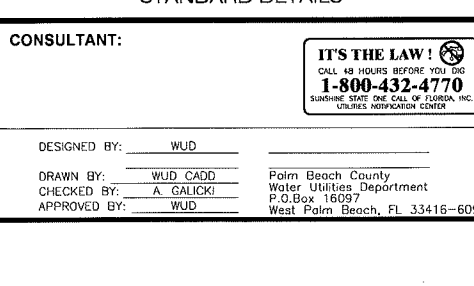 STANDARD DETAILS
CONSULTANT:
IT'S THE LAW !
CALL 48 HOURS BEFORE YOU DIG
1-800-432-4770
SUNSHINE STATE ONE CALL OF FLORIDA, INC.
UTILITIES NOTIFICATION CENTER
DESIGNED BY: WUD
DRAWN BY: WUD CADD
CHECKED BY: A. GALICKI
APPROVED BY: WUD
Palm Beach County
Water Utilities Department
P.O.Box 16097
West Palm Beach, FL 33416-609